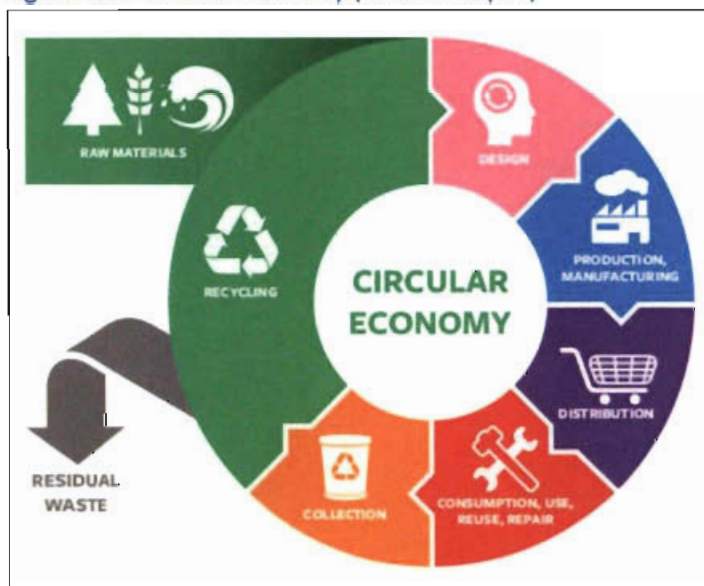 RAW MATERIALS
DESIGN
PRODUCTION,
MANUFACTURING
RECYCLING
CIRCULAR
ECONOMY
DISTRIBUTION
RESIDUAL
WASTE
COLLECTION
CONSUMPTION, USE,
REUSE, REPAIR